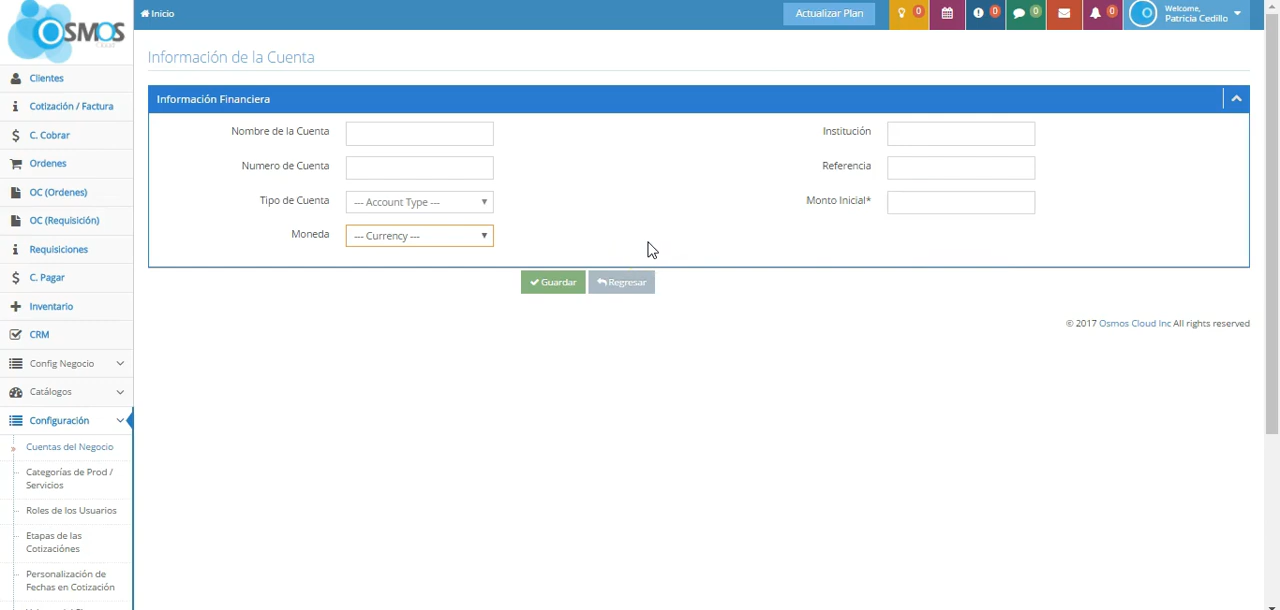 OSMOS
Cloud
Inicio
Actualizar Plan
0
0
0
0
Welcome,
Patricia Cedillo
Clientes
Cotización / Factura
C. Cobrar
Ordenes
OC (Ordenes)
OC (Requisición)
Requisiciones
C. Pagar
Inventario
CRM
Config Negocio
Catálogos
Configuración
Cuentas del Negocio
Categorías de Prod /
Servicios
Roles de los Usuarios
Etapas de las
Cotizaciónes
Personalización de
Fechas en Cotización
Información de la Cuenta
Información Financiera
Nombre de la Cuenta
Institución
Numero de Cuenta
Referencia
Tipo de Cuenta
--- Account Type ---
Monto Inicial*
Moneda
--- Currency ---
Guardar
Regresar
© 2017 Osmos Cloud Inc All rights reserved